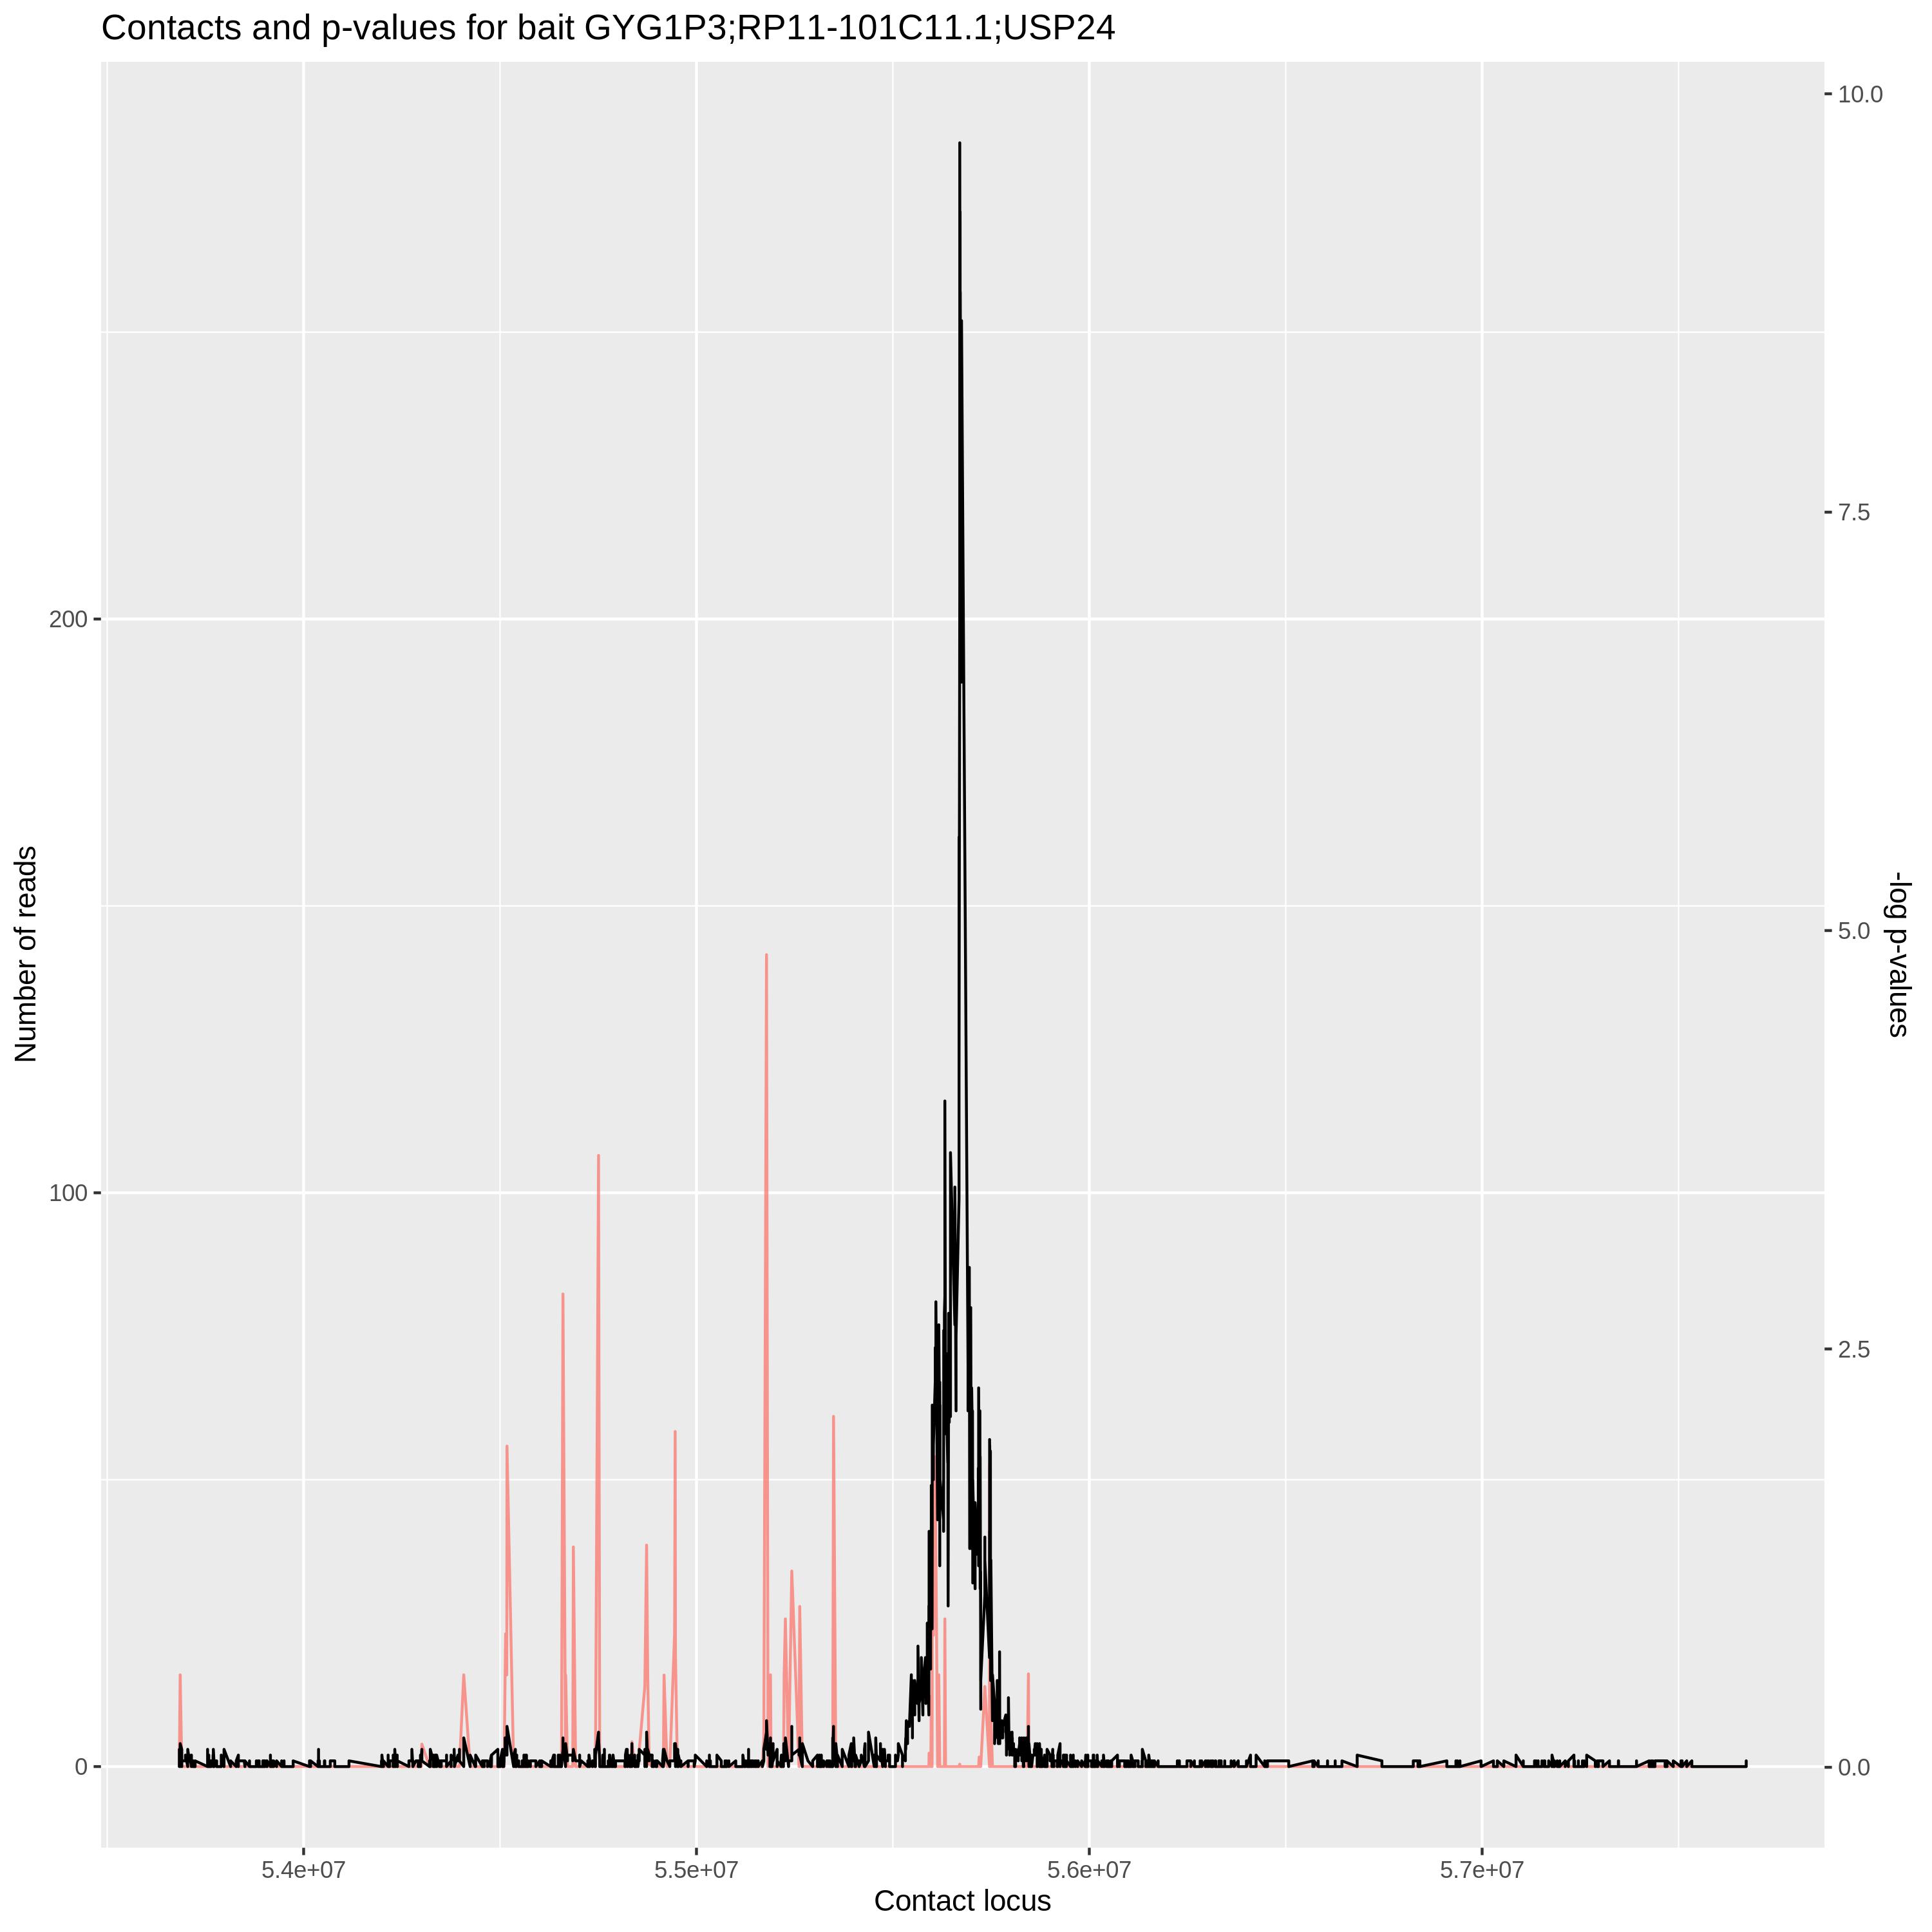 Contacts and p-values for bait GYG1P3;RP11-101C11.1;USP24
10.0
7.5
5.0
2.5
0.0
200
100
0
Number of reads
-log p-values
5.4e+07 5.5e+07 5.6e+07 5.7e+07
Contact locus